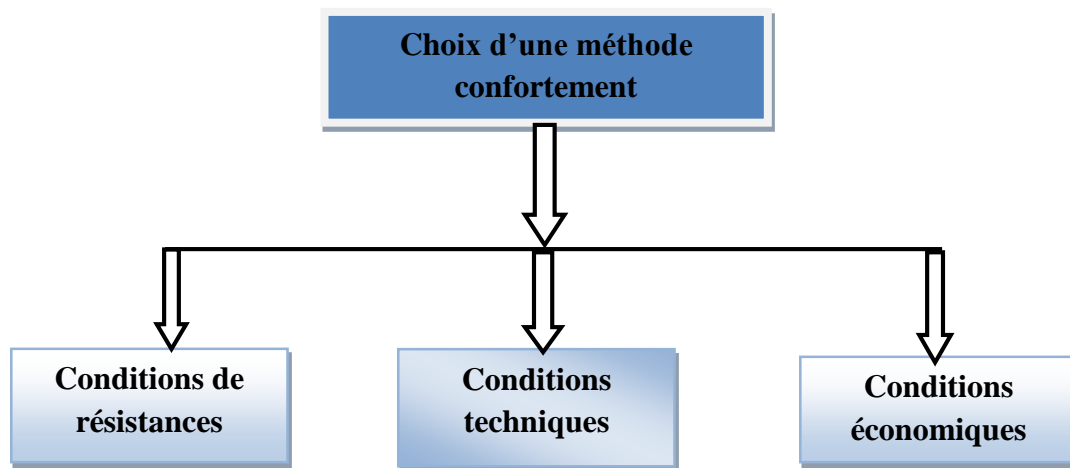 Choix d’une méthode
confortement
Conditions de
résistances
Conditions
techniques
Conditions
économiques